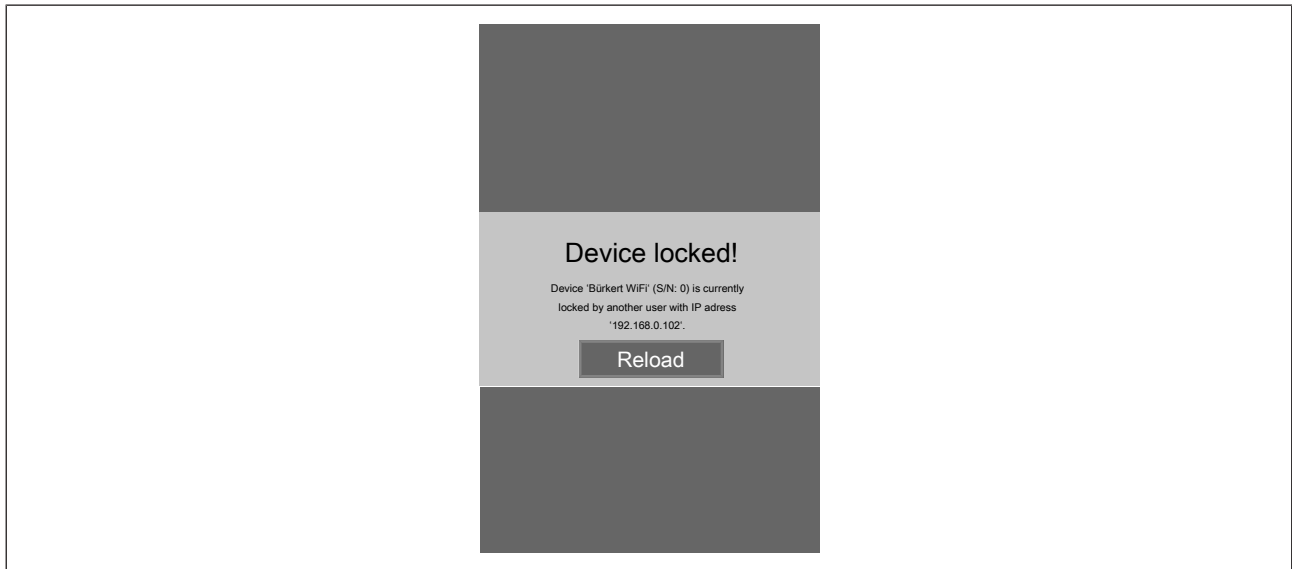 Device locked!
Device ‘Bürkert WiFi’ (S/N: 0) is currently
locked by another user with IP adress
‘192.168.0.102’.
Reload